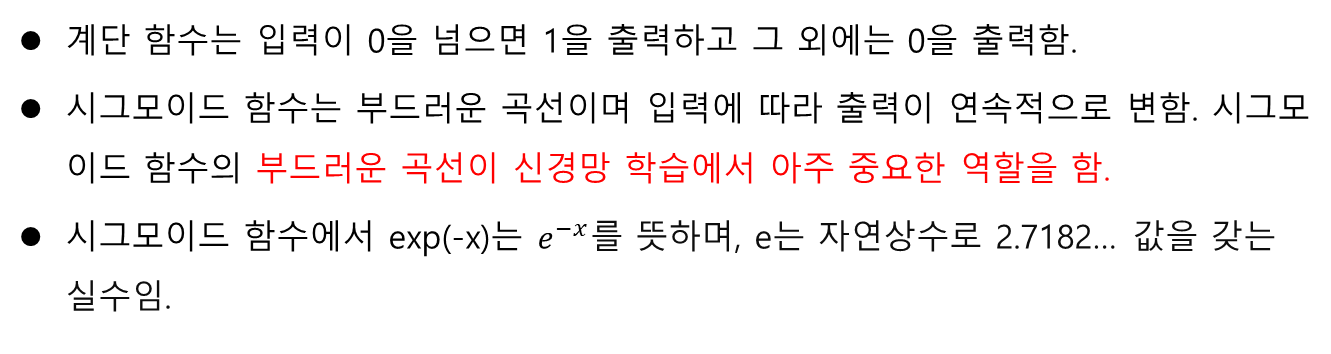 ● 계단 함수는 입력이 0을 넘으면 1을 출력하고 그 외에는 0을 출력함.
● 시그모이드 함수는 부드러운 곡선이며 입력에 따라 출력이 연속적으로 변함. 시그모
이드 함수의 부드러운 곡선이 신경망 학습에서 아주 중요한 역할을 함.
● 시그모이드 함수에서 exp(-x)는 𝑒⁻ˣ를 뜻하며, e는 자연상수로 2.7182… 값을 갖는
실수임.